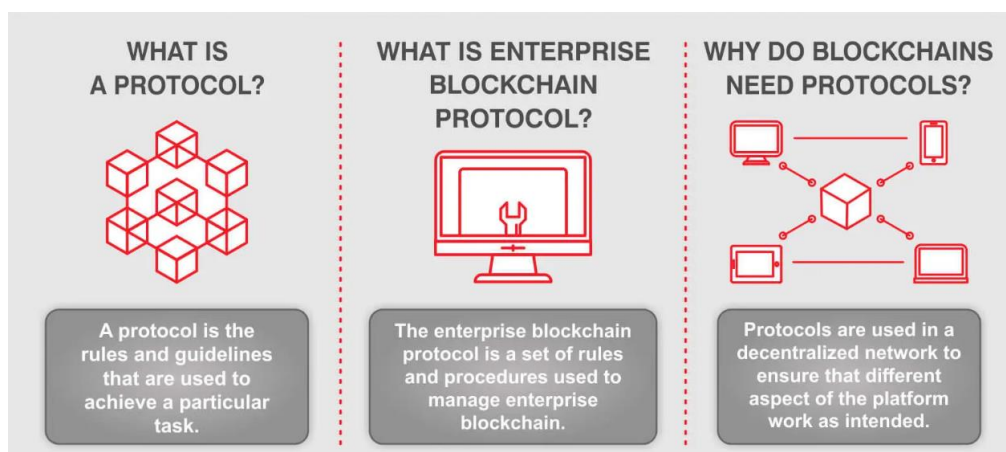 WHAT IS
A PROTOCOL?
A protocol is the
rules and guidelines
that are used to
achieve a particular
task.
WHAT IS ENTERPRISE
BLOCKCHAIN
PROTOCOL?
The enterprise blockchain
protocol is a set of rules
and procedures used to
manage enterprise
blockchain.
WHY DO BLOCKCHAINS
NEED PROTOCOLS?
Protocols are used in a
decentralized network to
ensure that different
aspect of the platform
work as intended.